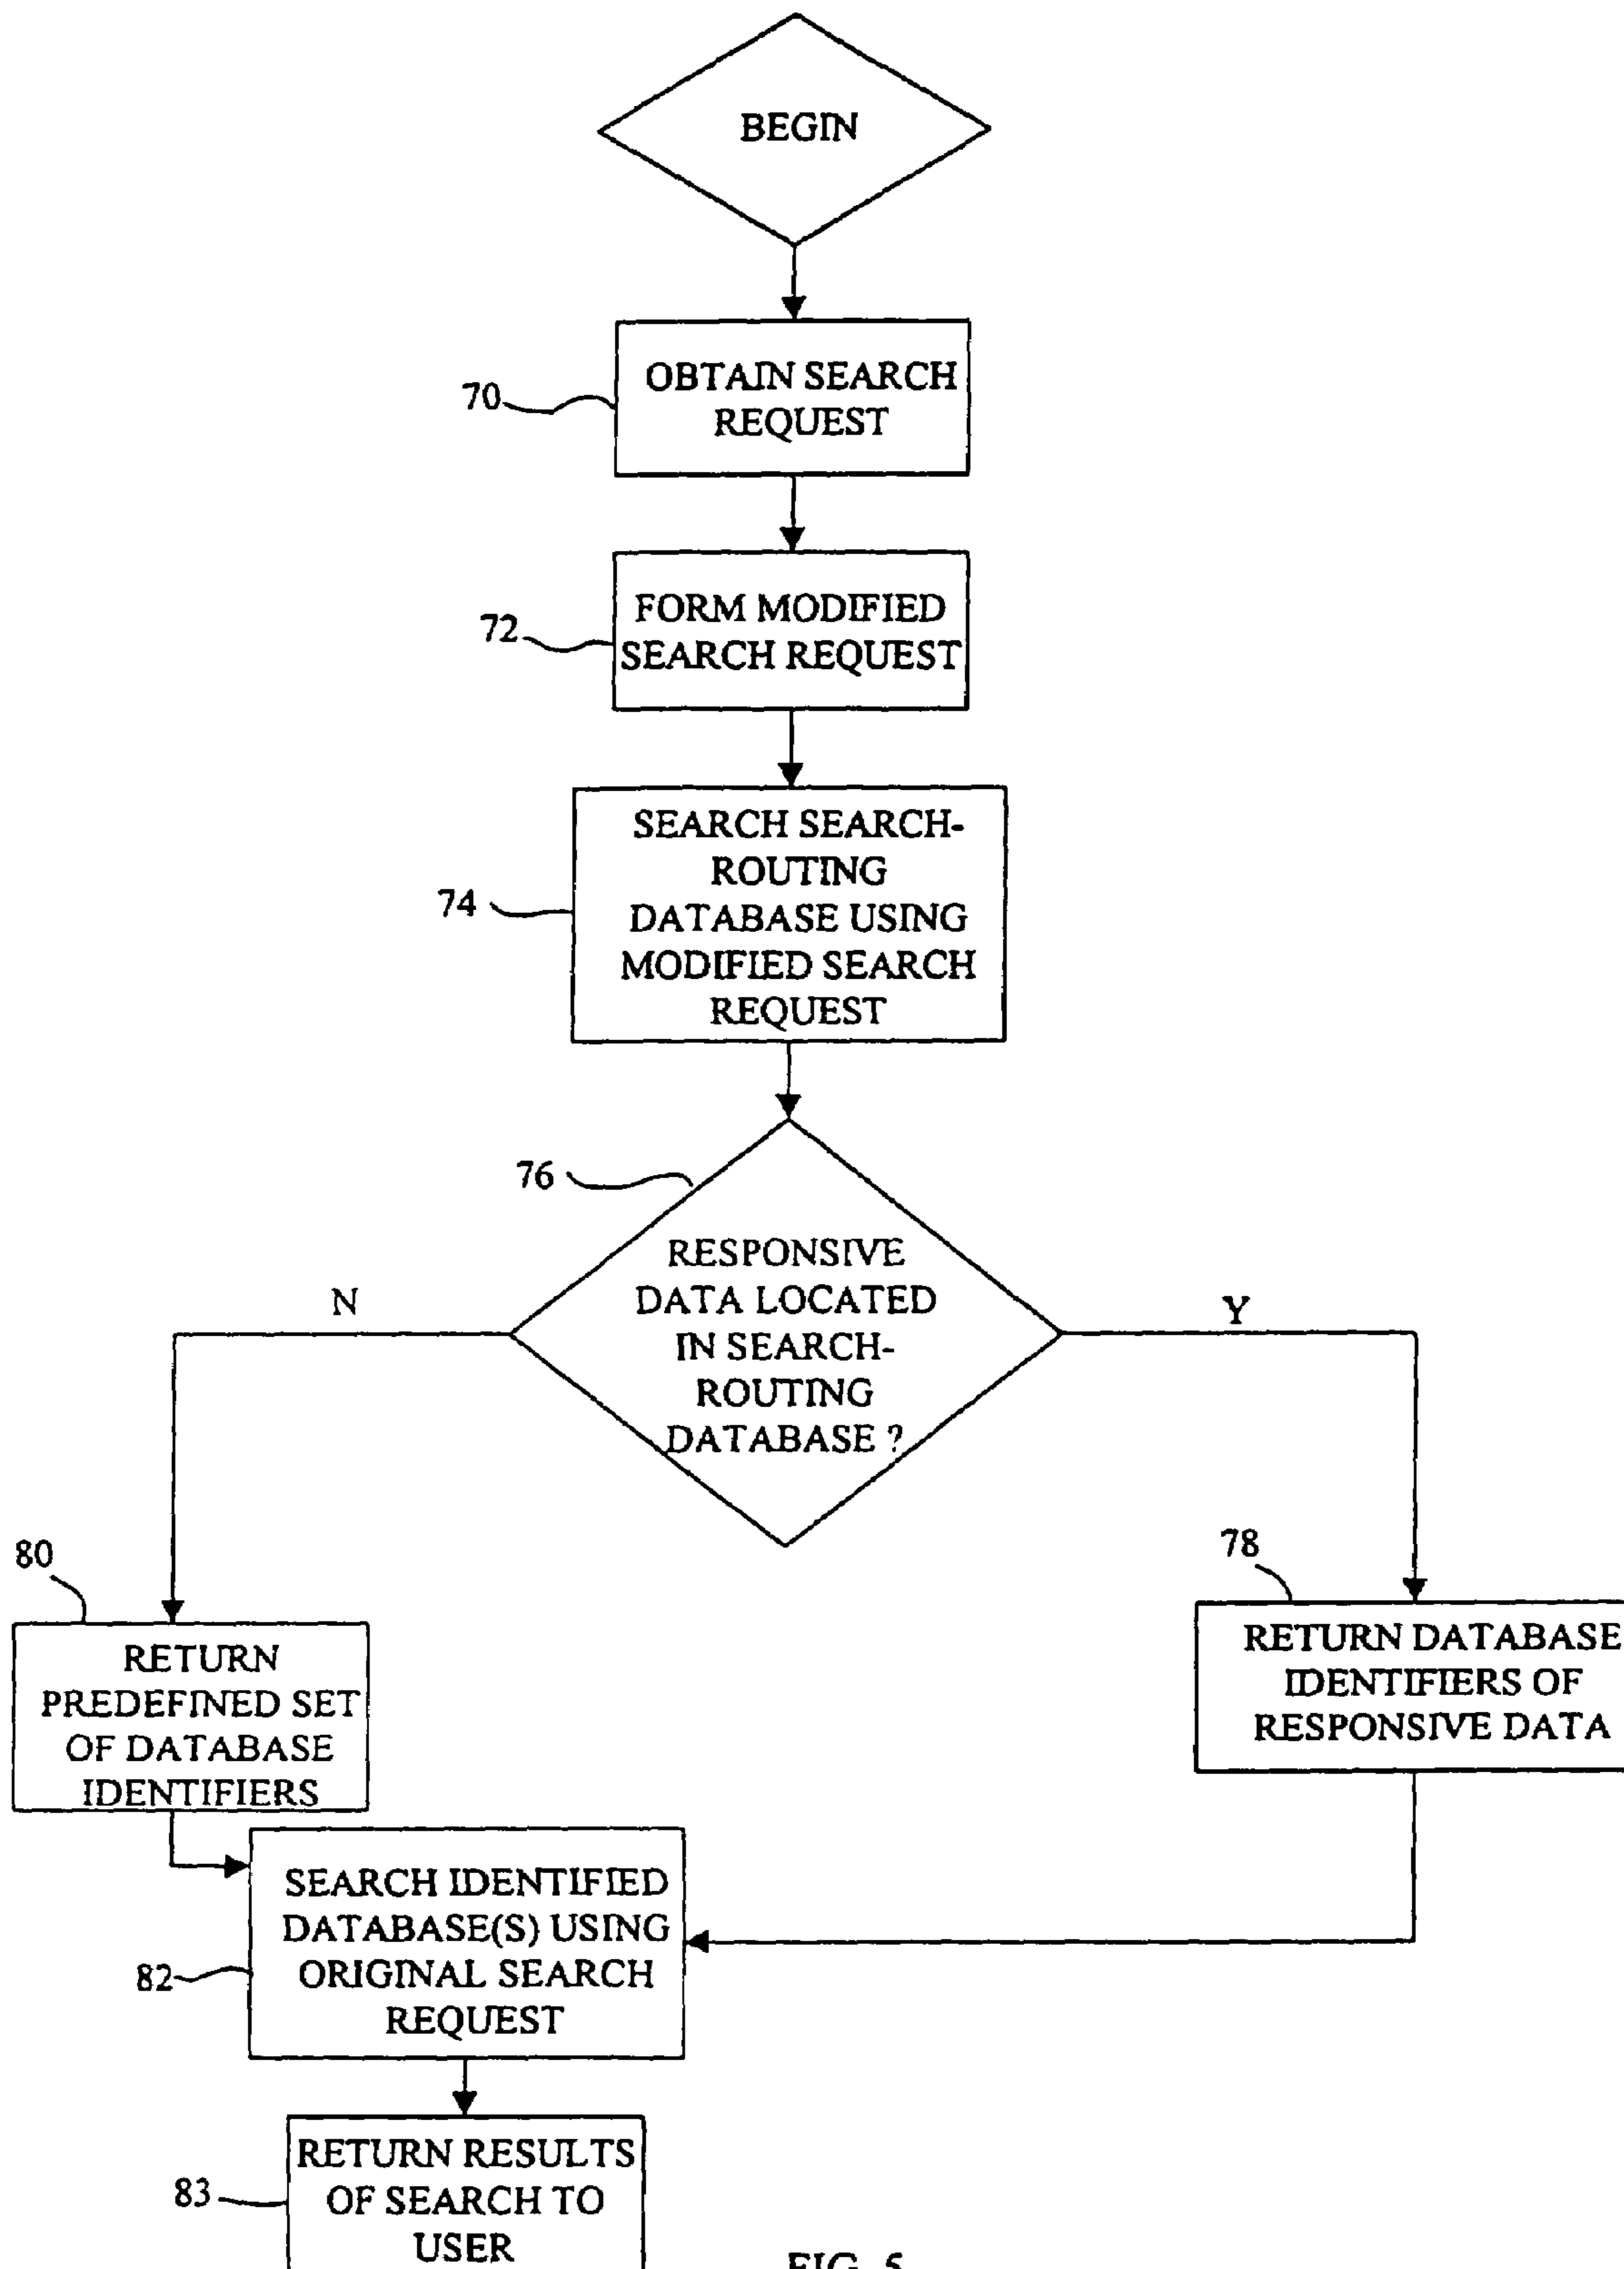 BEGIN
70
OBTAIN SEARCH
REQUEST
72
FORM MODIFIED
SEARCH REQUEST
74
SEARCH SEARCH-
ROUTING
DATABASE USING
MODIFIED SEARCH
REQUEST
76
RESPONSIVE
DATA LOCATED
IN SEARCH-
ROUTING
DATABASE ?
N
Y
80
RETURN
PREDEFINED SET
OF DATABASE
IDENTIFIERS
78
RETURN DATABASE
IDENTIFIERS OF
RESPONSIVE DATA
82
SEARCH IDENTIFIED
DATABASE(S) USING
ORIGINAL SEARCH
REQUEST
83
RETURN RESULTS
OF SEARCH TO
USER
FIG. 5